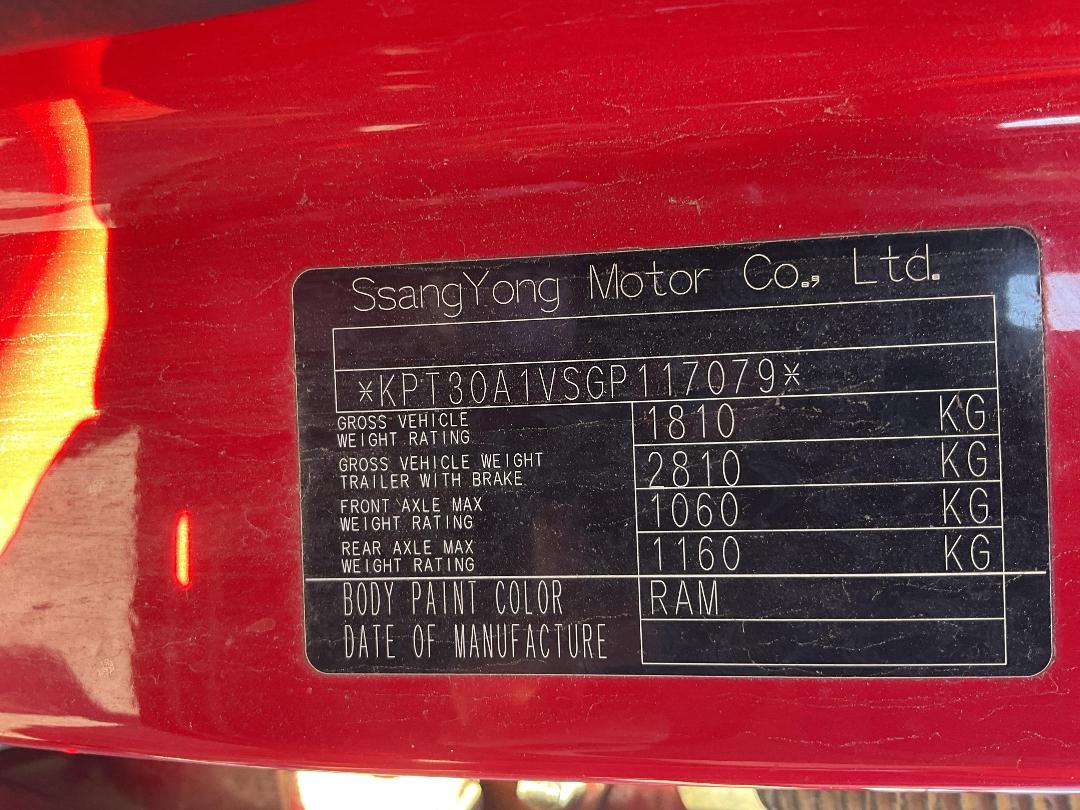 SsangYong Motor Co., Ltd.
*KPT30A1VSGP117079*
GROSS VEHICLE
WEIGHT RATING
1810 KG
GROSS VEHICLE WEIGHT
TRAILER WITH BRAKE
2810 KG
FRONT AXLE MAX
WEIGHT RATING
1060 KG
REAR AXLE MAX
WEIGHT RATING
1160 KG
BODY PAINT COLOR RAM
DATE OF MANUFACTURE